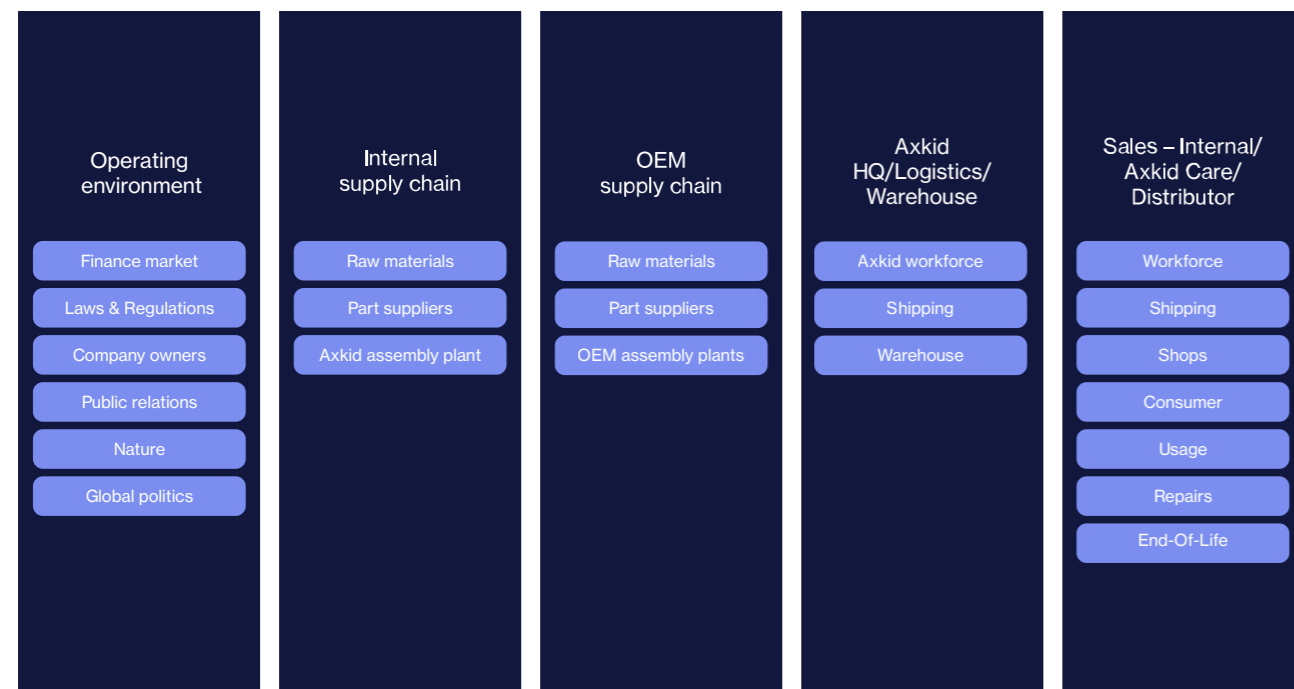 Operating
environment
Finance market
Laws & Regulations
Company owners
Public relations
Nature
Global politics
Internal
supply chain
Raw materials
Part suppliers
Axkid assembly plant
OEM
supply chain
Raw materials
Part suppliers
OEM assembly plants
Axkid
HQ/Logistics/
Warehouse
Axkid workforce
Shipping
Warehouse
Sales – Internal/
Axkid Care/
Distributor
Workforce
Shipping
Shops
Consumer
Usage
Repairs
End-Of-Life